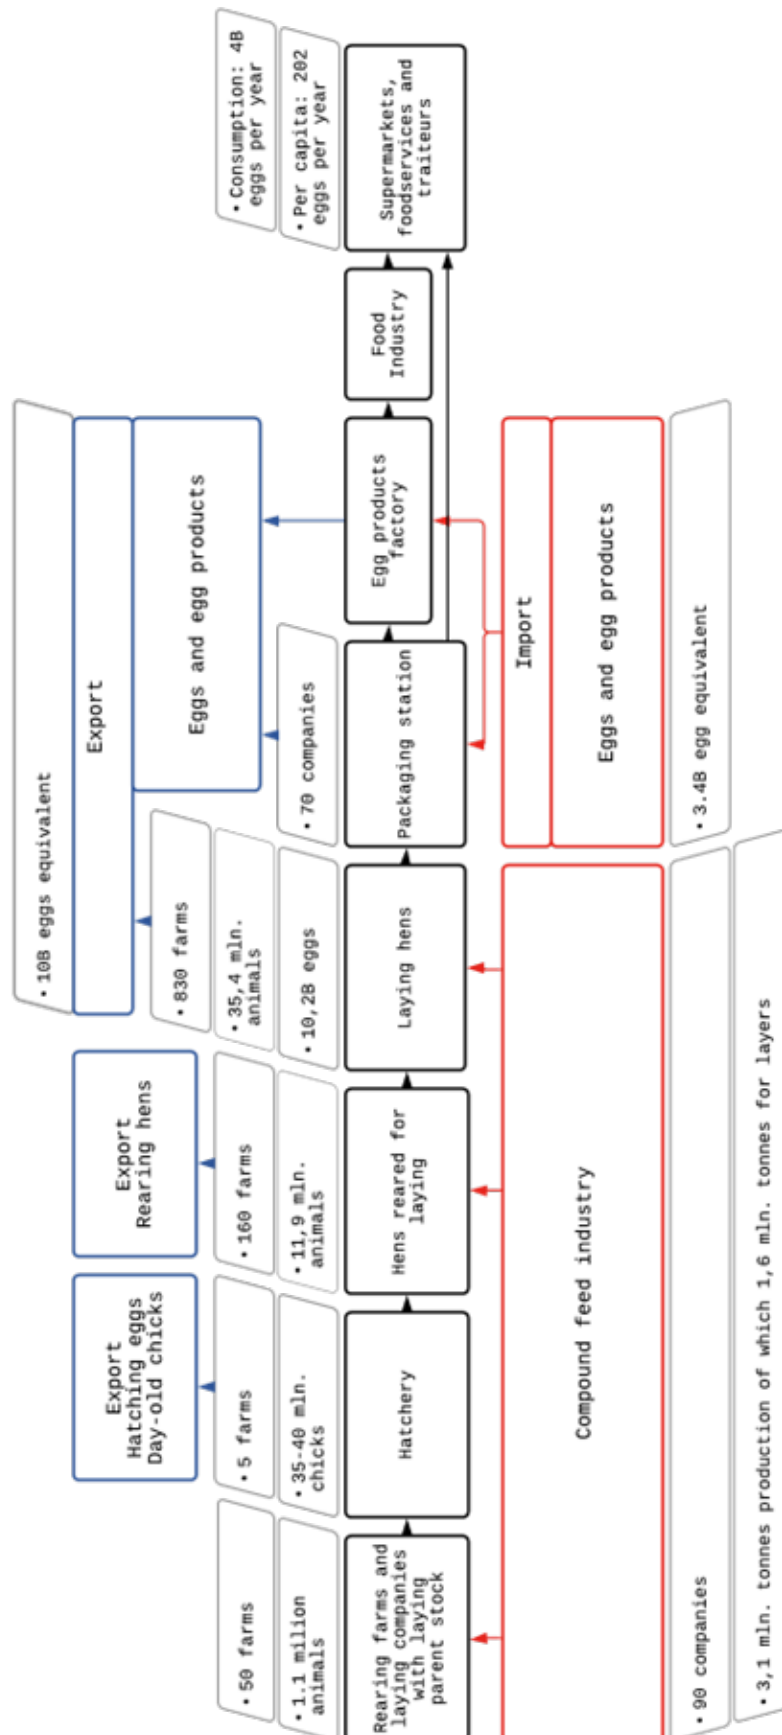 • 10B eggs equivalent
Export
Eggs and egg products
Export
Hatching eggs
Day-old chicks
Export
Rearing hens
• 50 farms
• 1.1 milion
animals
• 5 farms
• 35-40 mln.
chicks
• 160 farms
• 11,9 mln.
animals
• 830 farms
• 35,4 mln.
animals
• 10,2B eggs
• 70 companies
• Consumption: 4B
eggs per year
• Per capita: 202
eggs per year
Rearing farms and
laying companies
with laying
parent stock
Hatchery
Hens reared for
laying
Laying hens
Packaging station
Egg products
factory
Food
Industry
Supermarkets,
foodservices and
traiteurs
Compound feed industry
Import
Eggs and egg products
• 90 companies
• 3.4B egg equivalent
• 3,1 mln. tonnes production of which 1,6 mln. tonnes for layers